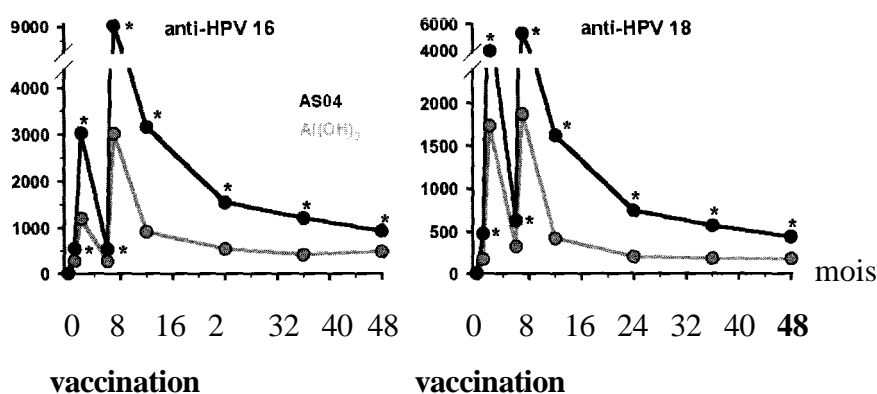 9000 anti-HPV 16
4000
3000
2000
1000
0
AS04
Al(OH)3
0 8 16 2 32 48
vaccination
6000 anti-HPV 18
4000
2000
1500
1000
500
0
mois
0 8 16 24 32 40 48
vaccination